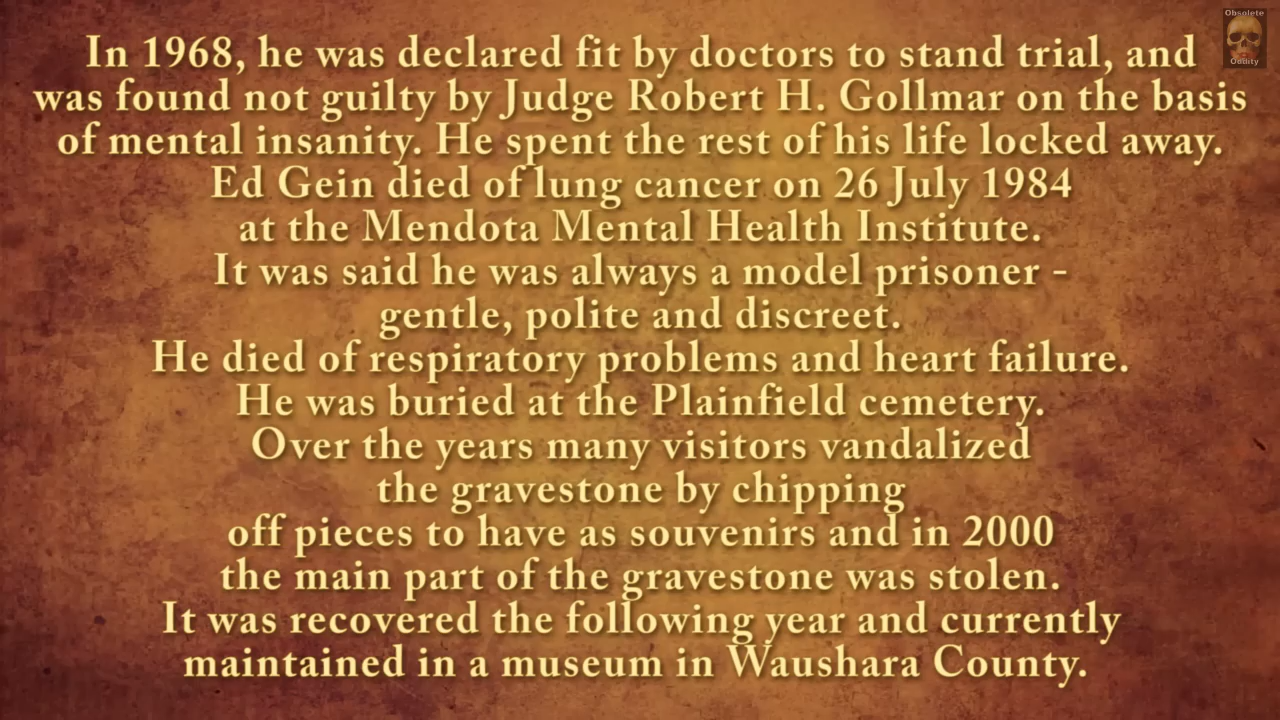 Obsolete
Oddity
In 1968, he was declared fit by doctors to stand trial, and
was found not guilty by Judge Robert H. Gollmar on the basis
of mental insanity. He spent the rest of his life locked away.
Ed Gein died of lung cancer on 26 July 1984
at the Mendota Mental Health Institute.
It was said he was always a model prisoner -
gentle, polite and discreet.
He died of respiratory problems and heart failure.
He was buried at the Plainfield cemetery.
Over the years many visitors vandalized
the gravestone by chipping
off pieces to have as souvenirs and in 2000
the main part of the gravestone was stolen.
It was recovered the following year and currently
maintained in a museum in Waushara County.